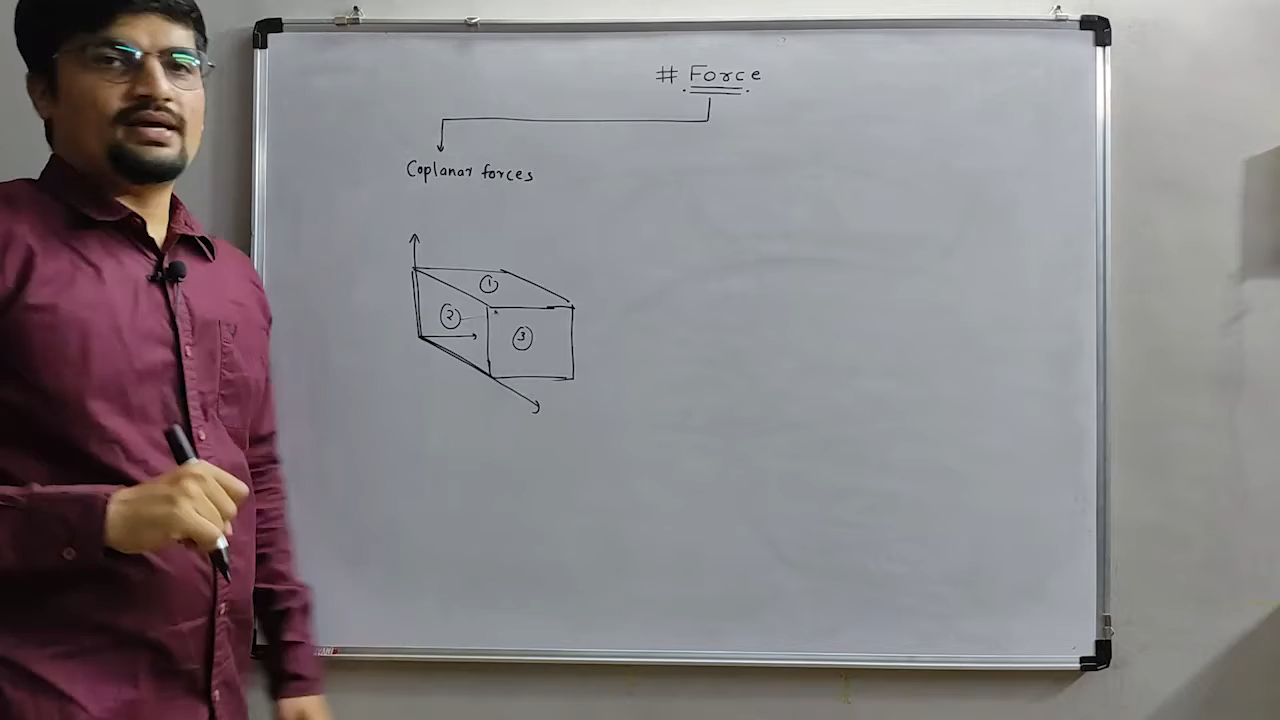 # Force
Coplanar forces
①
②
③